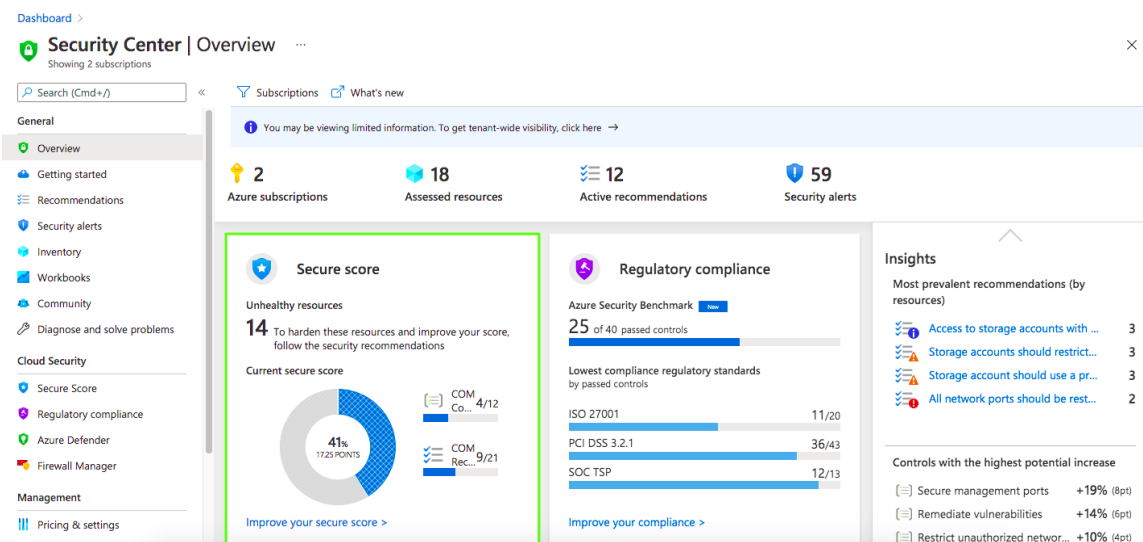 Dashboard >
Security Center | Overview ...
Showing 2 subscriptions
Search (Cmd+/)
«
General
Overview
Getting started
Recommendations
Security alerts
Inventory
Workbooks
Community
Diagnose and solve problems
Cloud Security
Secure Score
Regulatory compliance
Azure Defender
Firewall Manager
Management
Pricing & settings
Subscriptions What's new
You may be viewing limited information. To get tenant-wide visibility, click here →
2
Azure subscriptions
18
Assessed resources
12
Active recommendations
59
Security alerts
Secure score
Unhealthy resources
14 To harden these resources and improve your score,
follow the security recommendations
Current secure score
41%
17.25 POINTS
COM
Co... 4/12
COM
Rec... 9/21
Improve your secure score >
Regulatory compliance
Azure Security Benchmark New
25 of 40 passed controls
Lowest compliance regulatory standards
by passed controls
ISO 27001 11/20
PCI DSS 3.2.1 36/43
SOC TSP 12/13
Improve your compliance >
Insights
Most prevalent recommendations (by
resources)
Access to storage accounts with ... 3
Storage accounts should restrict... 3
Storage account should use a pr... 3
All network ports should be rest... 2
Controls with the highest potential increase
Secure management ports +19% (8pt)
Remediate vulnerabilities +14% (6pt)
Restrict unauthorized networ... +10% (4pt)